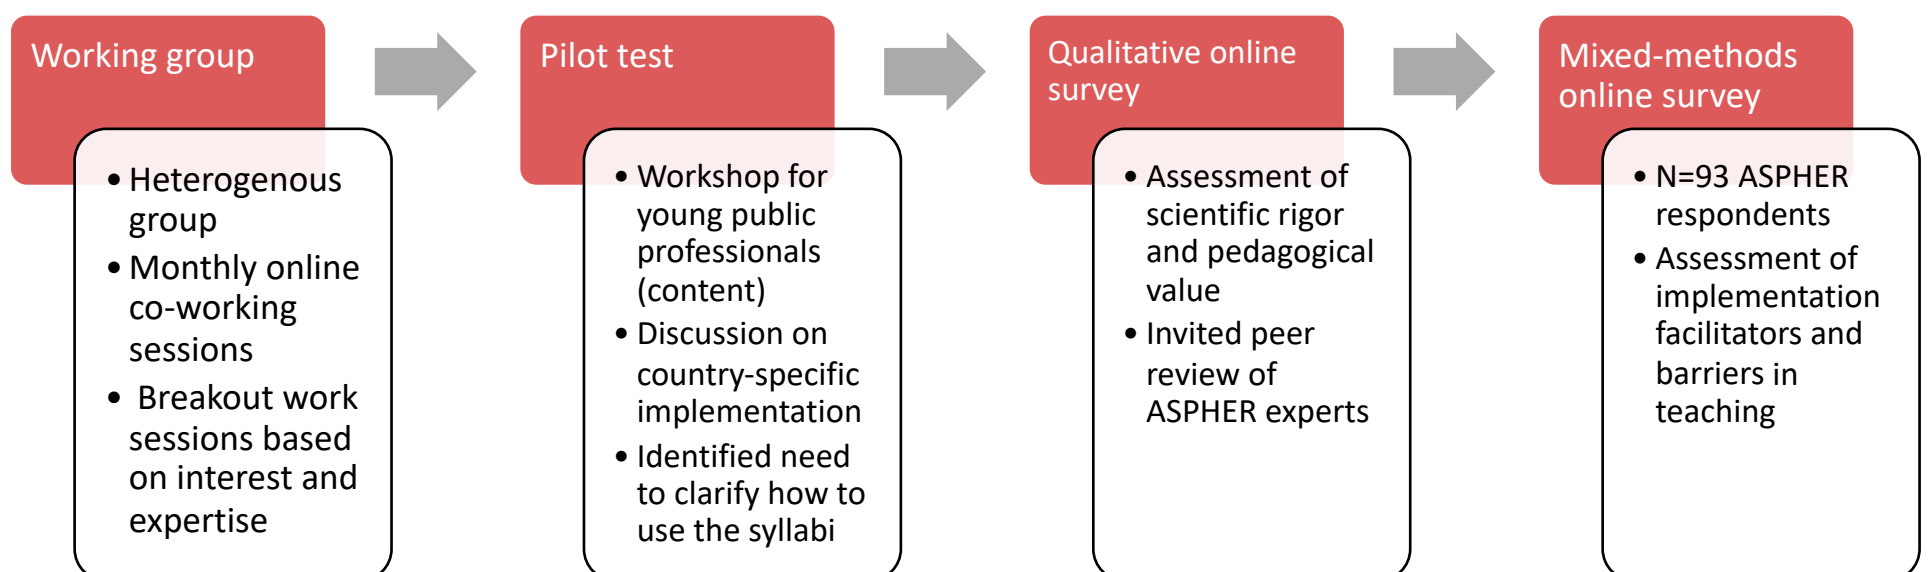 Working group
• Heterogenous
group
• Monthly online
co-working
sessions
• Breakout work
sessions based
on interest and
expertise
Pilot test
• Workshop for
young public
professionals
(content)
• Discussion on
country-specific
implementation
• Identified need
to clarify how to
use the syllabi
Qualitative online
survey
• Assessment of
scientific rigor
and pedagogical
value
• Invited peer
review of
ASPHER experts
Mixed-methods
online survey
• N=93 ASPHER
respondents
• Assessment of
implementation
facilitators and
barriers in
teaching